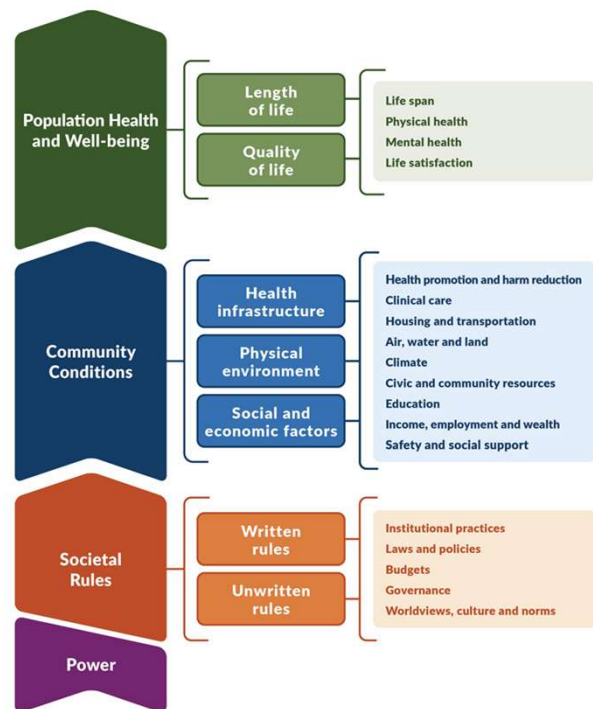 Population Health
and Well-being
Length
of life
Quality
of life
Life span
Physical health
Mental health
Life satisfaction
Community
Conditions
Health
infrastructure
Physical
environment
Social and
economic factors
Health promotion and harm reduction
Clinical care
Housing and transportation
Air, water and land
Climate
Civic and community resources
Education
Income, employment and wealth
Safety and social support
Societal
Rules
Written
rules
Unwritten
rules
Institutional practices
Laws and policies
Budgets
Governance
Worldviews, culture and norms
Power